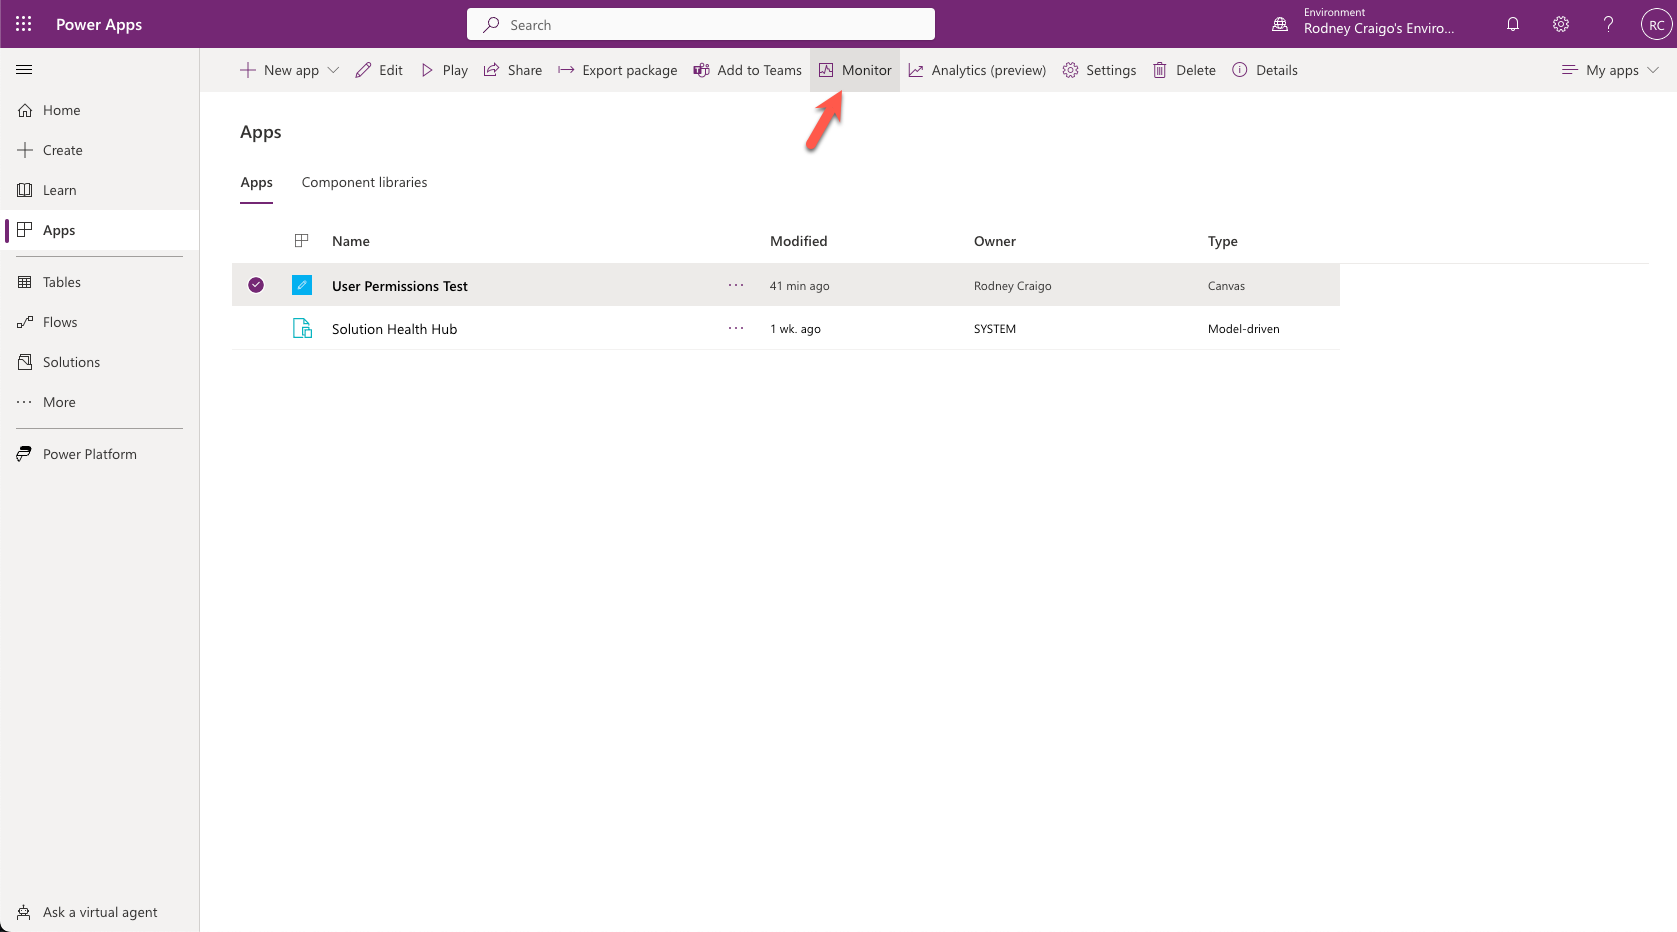 Power Apps
Search
Environment
Rodney Craigo's Enviro...
?
RC
New app
Edit
Play
Share
Export package
Add to Teams
Monitor
Analytics (preview)
Settings
Delete
Details
My apps
Home
Create
Learn
Apps
Tables
Flows
Solutions
More
Power Platform
Ask a virtual agent
Apps
Apps Component libraries
Name Modified Owner Type
User Permissions Test ... 41 min ago Rodney Craigo Canvas
Solution Health Hub ... 1 wk. ago SYSTEM Model-driven